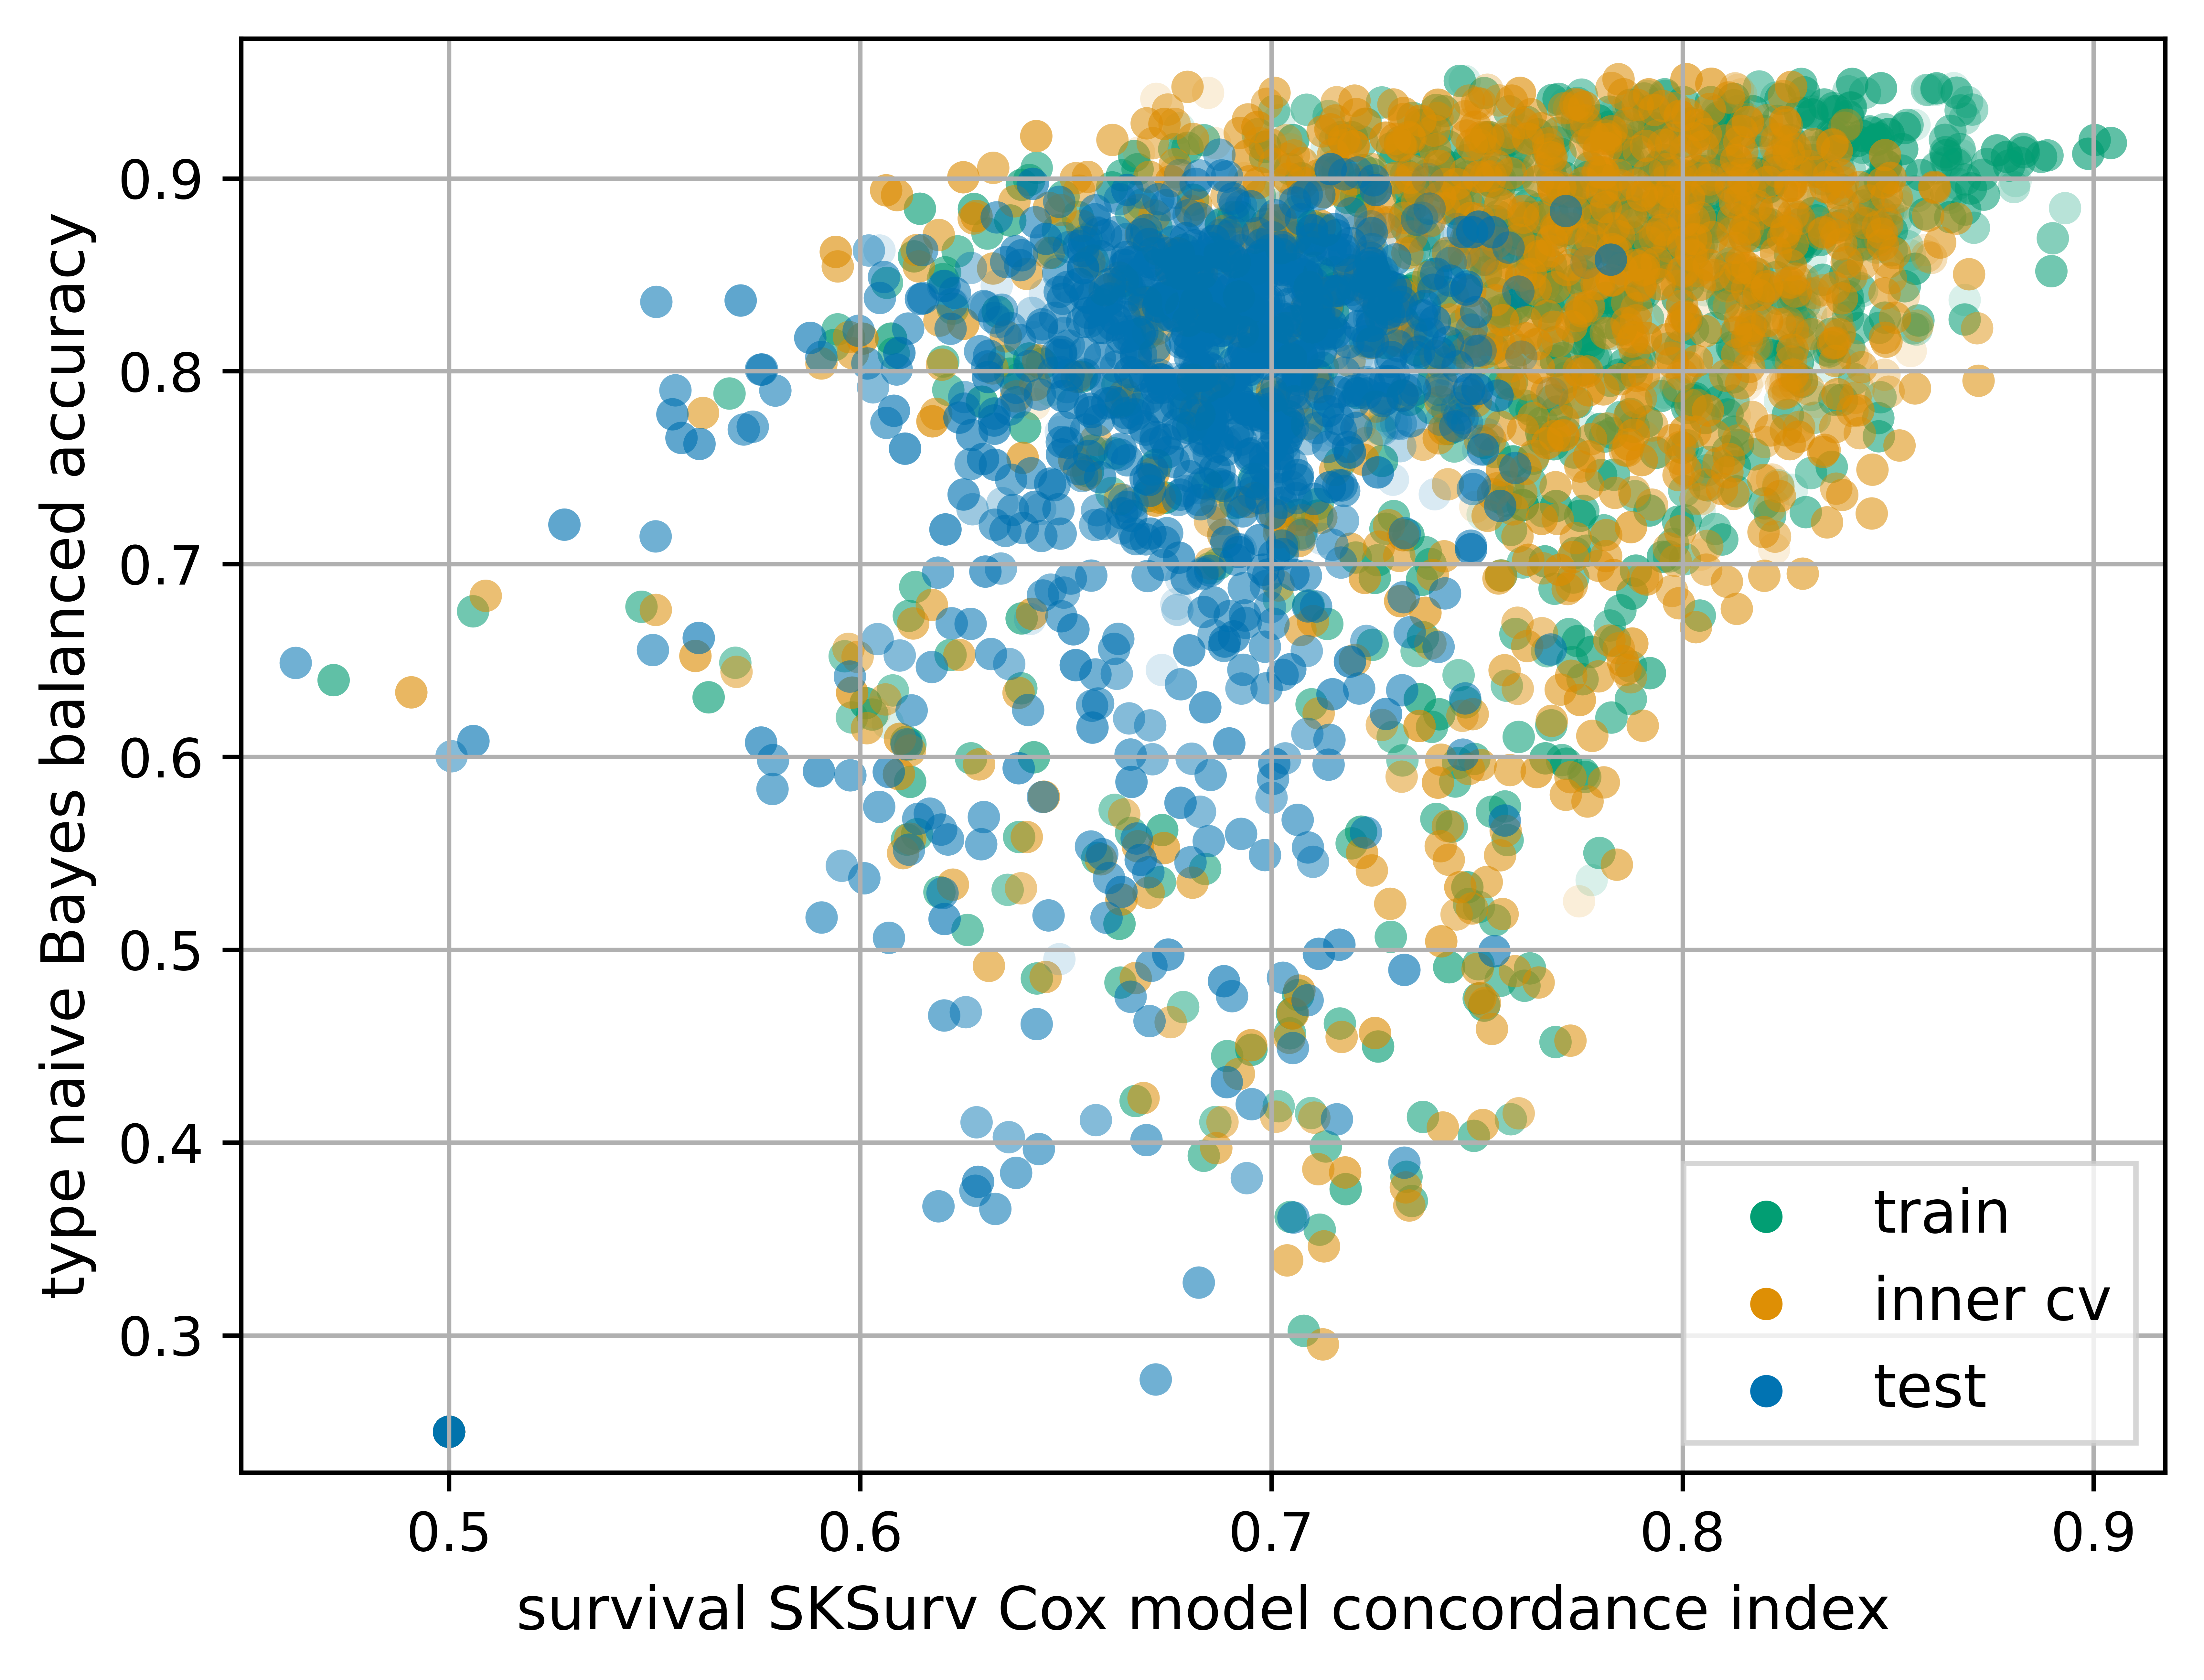 type naive Bayes balanced accuracy
0.9
0.8
0.7
0.6
0.5
0.4
0.3
train
inner cv
test
0.5 0.6 0.7 0.8 0.9
survival SKSurv Cox model concordance index